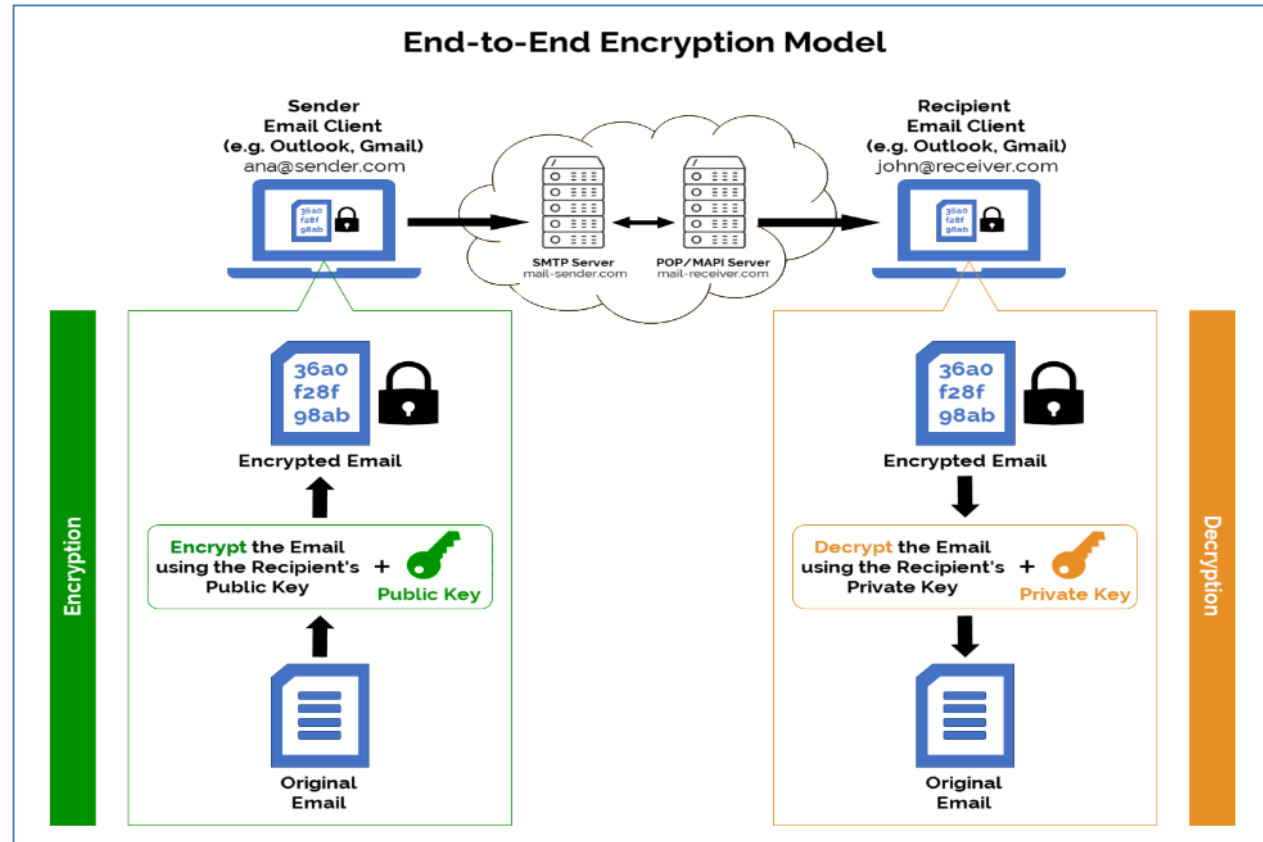 End-to-End Encryption Model
Sender
Email Client
(e.g. Outlook, Gmail)
ana@sender.com
36a0
f28f
98ab
SMTP Server
mail-sender.com
POP/MAPI Server
mail-receiver.com
Recipient
Email Client
(e.g. Outlook, Gmail)
john@receiver.com
36a0
f28f
98ab
Encryption
36a0
f28f
98ab
Encrypted Email
Encrypt the Email
using the Recipient's
Public Key
+
Public Key
Original
Email
36a0
f28f
98ab
Encrypted Email
Decrypt the Email
using the Recipient's
Private Key
+
Private Key
Original
Email
Decryption